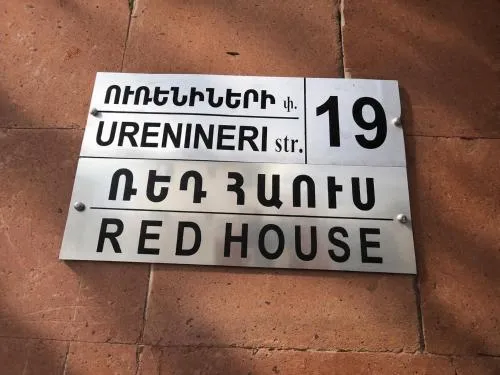 ՈՒՌԵՆԻՆԵՐԻ փ.
URENINERI str.
19
ՌԵԴ ՀԱՈՒՍ
RED HOUSE